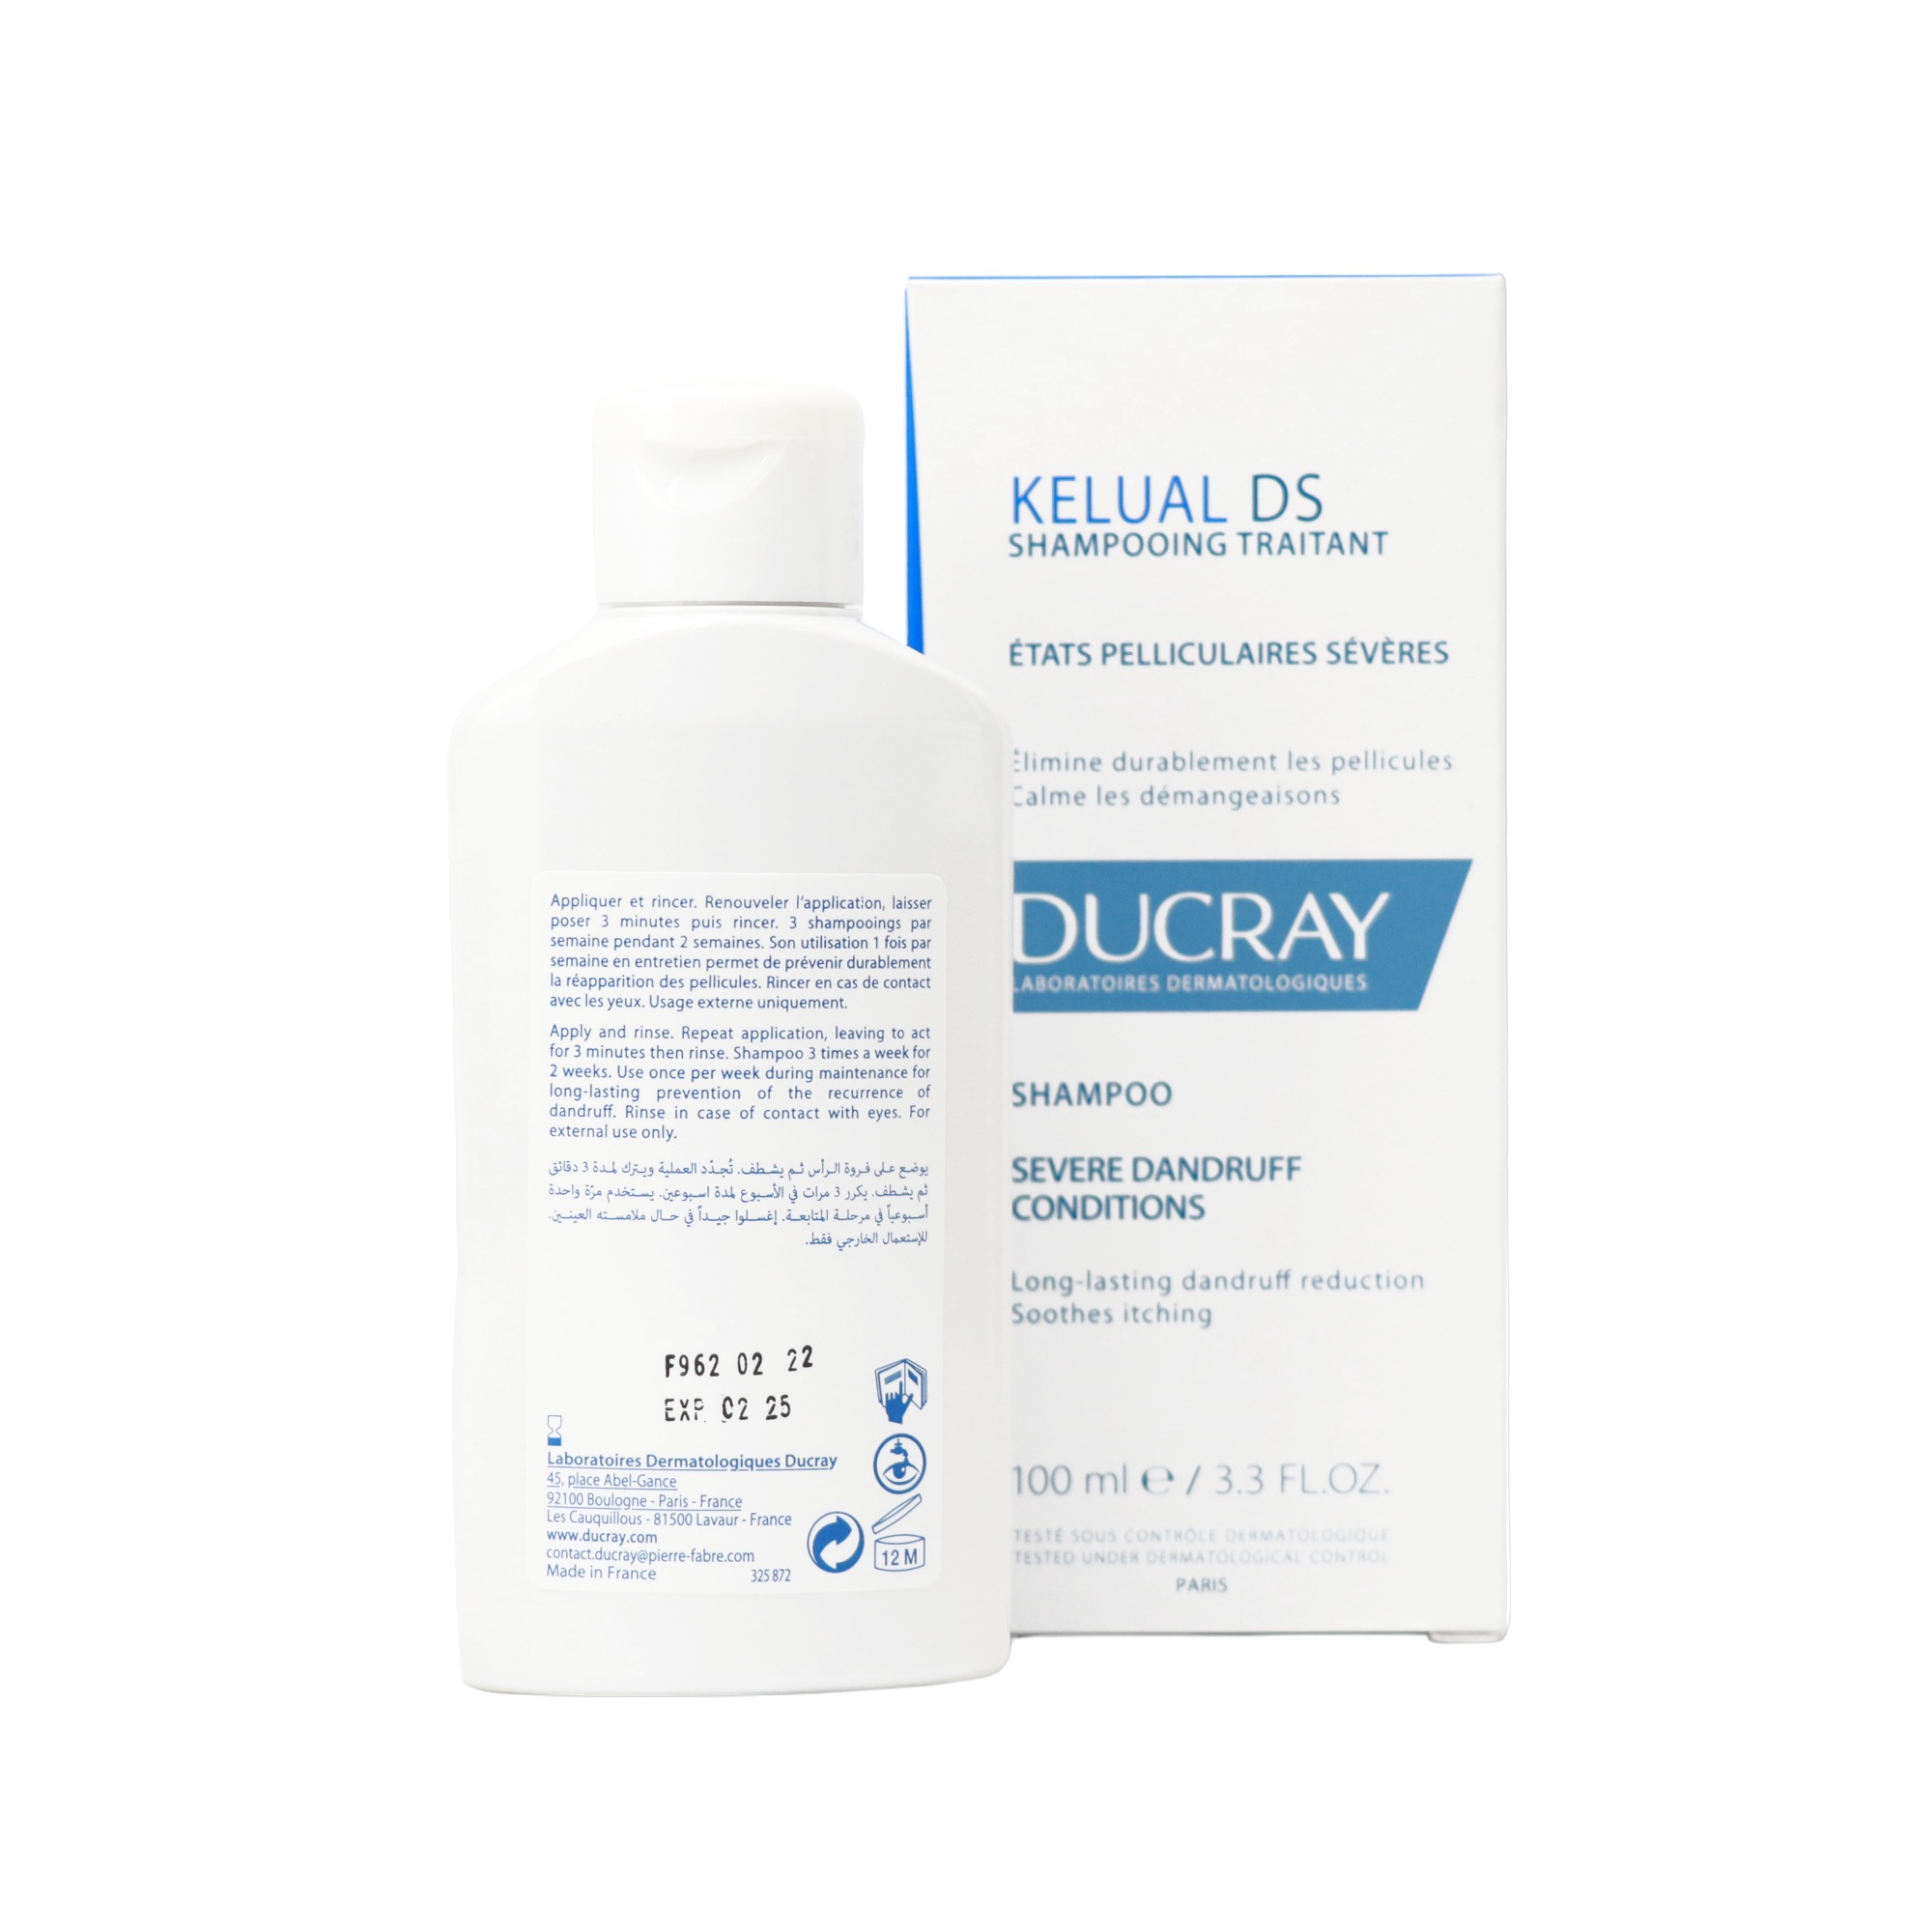 Appliquer et rincer. Renouveler l'application, laisser
poser 3 minutes puis rincer. 3 shampooings par
semaine pendant 2 semaines. Son utilisation 1 fois par
semaine en entretien permet de prévenir durablement
la réapparition des pellicules. Rincer en cas de contact
avec les yeux. Usage externe uniquement.
Apply and rinse. Repeat application, leaving to act
for 3 minutes then rinse. Shampoo 3 times a week for
2 weeks. Use once per week during maintenance for
long-lasting prevention of the recurrence of
dandruff. Rinse in case of contact with eyes. For
external use only.
يوضع على فروة الرأس ثم يشطف. تُجدّد العملية ويترك لمدة 3 دقائق
ثم يشطف. يكرر 3 مرات في الأسبوع لمدة اسبوعين. يستخدم مرّة واحدة
أسبوعياً في مرحلة المتابعة. إغسلوا جيداً في حال ملامسته العينين.
للإستعمال الخارجي فقط.
F962 02 22
EXP 02 25
Laboratoires Dermatologiques Ducray
45, place Abel-Gance
92100 Boulogne - Paris - France
Les Cauquillous - 81500 Lavaur - France
www.ducray.com
contact.ducray@pierre-fabre.com
Made in France 325 872
12 M
KELUAL DS
SHAMPOOING TRAITANT
ÉTATS PELLICULAIRES SÉVÈRES
Élimine durablement les pellicules
Calme les démangeaisons
DUCRAY
LABORATOIRES DERMATOLOGIQUES
SHAMPOO
SEVERE DANDRUFF
CONDITIONS
Long-lasting dandruff reduction
Soothes itching
100 ml ℮ / 3.3 FL.OZ.
TESTÉ SOUS CONTRÔLE DERMATOLOGIQUE
TESTED UNDER DERMATOLOGICAL CONTROL
PARIS